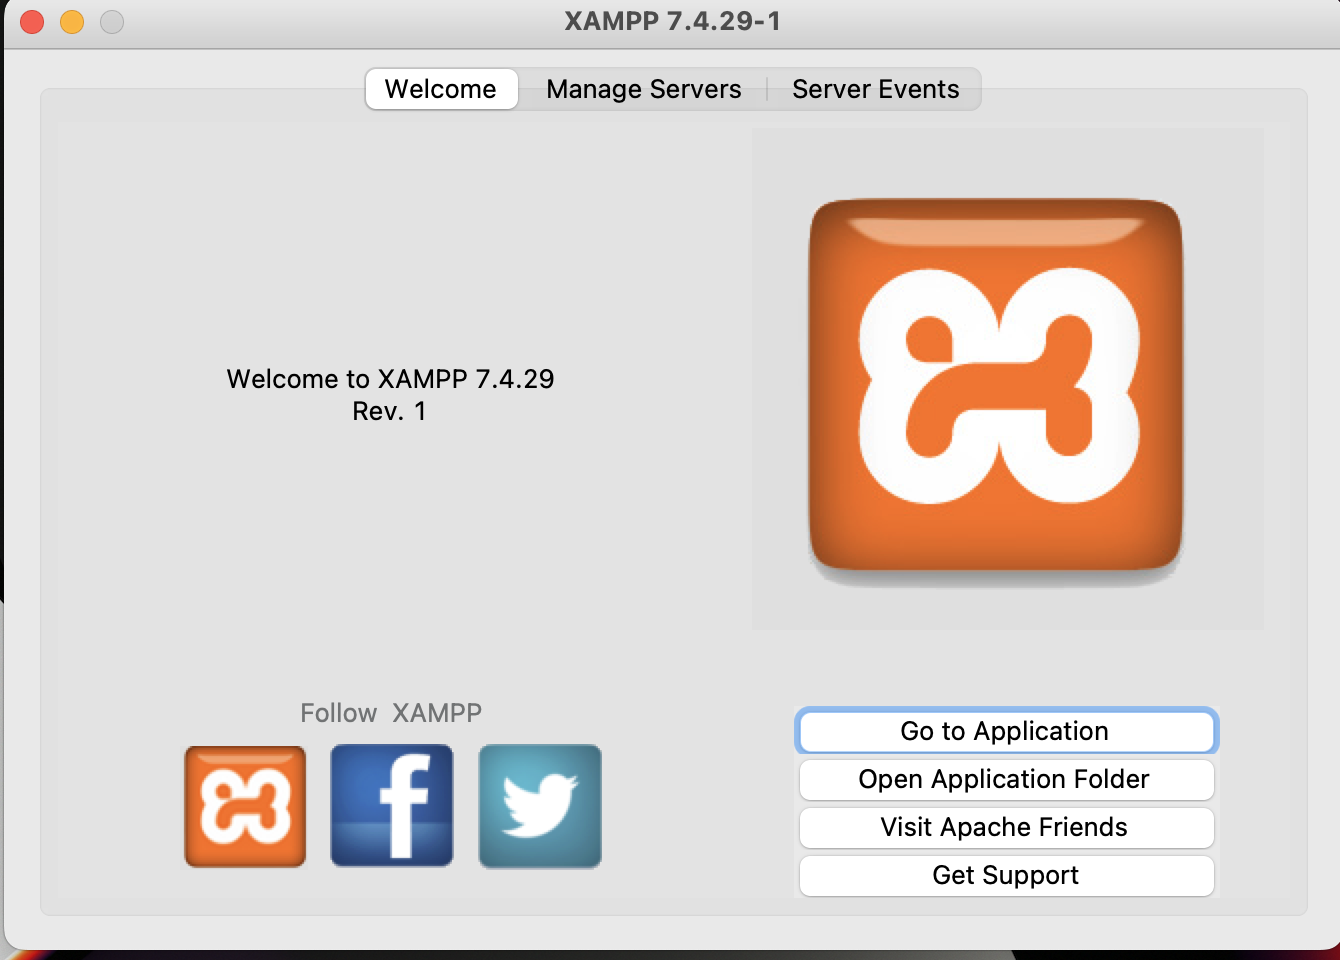 XAMPP 7.4.29-1
Welcome
Manage Servers
Server Events
Welcome to XAMPP 7.4.29
Rev. 1
Follow XAMPP
f
Go to Application
Open Application Folder
Visit Apache Friends
Get Support